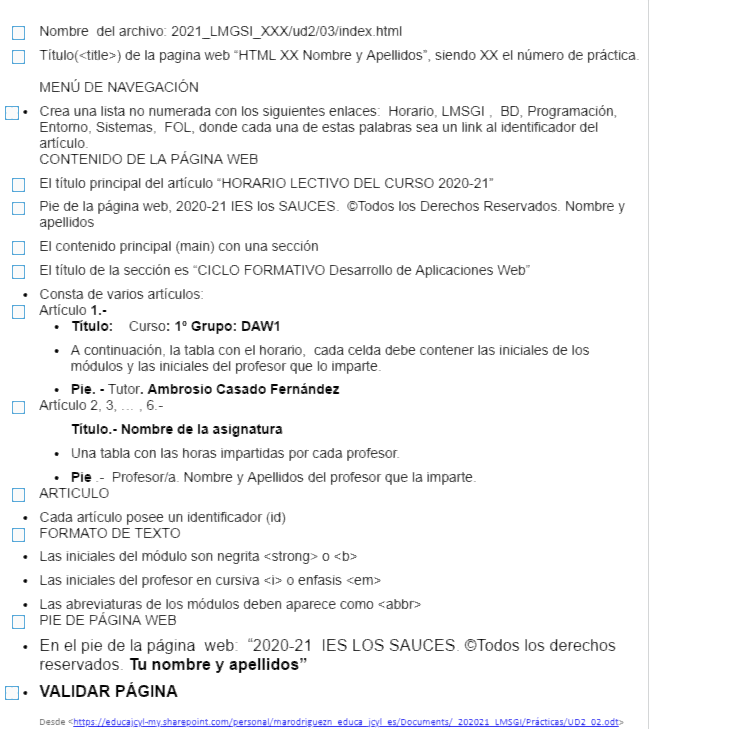 Nombre del archivo: 2021_LMGSI_XXX/ud2/03/index.html
Título(<title>) de la pagina web “HTML XX Nombre y Apellidos”, siendo XX el número de práctica.
MENÚ DE NAVEGACIÓN
• Crea una lista no numerada con los siguientes enlaces: Horario, LMSGI , BD, Programación,
Entorno, Sistemas, FOL, donde cada una de estas palabras sea un link al identificador del
artículo.
CONTENIDO DE LA PÁGINA WEB
El título principal del artículo “HORARIO LECTIVO DEL CURSO 2020-21”
Pie de la página web, 2020-21 IES los SAUCES. ©Todos los Derechos Reservados. Nombre y
apellidos
El contenido principal (main) con una sección
El título de la sección es “CICLO FORMATIVO Desarrollo de Aplicaciones Web”
• Consta de varios artículos:
Artículo 1.-
• Título: Curso: 1º Grupo: DAW1
• A continuación, la tabla con el horario, cada celda debe contener las iniciales de los
módulos y las iniciales del profesor que lo imparte.
• Pie. - Tutor. Ambrosio Casado Fernández
Artículo 2, 3, … , 6.-
Título.- Nombre de la asignatura
• Una tabla con las horas impartidas por cada profesor.
• Pie .- Profesor/a. Nombre y Apellidos del profesor que la imparte.
ARTICULO
• Cada artículo posee un identificador (id)
FORMATO DE TEXTO
• Las iniciales del módulo son negrita <strong> o <b>
• Las iniciales del profesor en cursiva <i> o enfasis <em>
• Las abreviaturas de los módulos deben aparece como <abbr>
PIE DE PÁGINA WEB
• En el pie de la página web: “2020-21 IES LOS SAUCES. ©Todos los derechos
reservados. Tu nombre y apellidos”
• VALIDAR PÁGINA
Desde <https://educajcyl-my.sharepoint.com/personal/marodriguezn_educa_jcyl_es/Documents/_202021_LMSGI/Prácticas/UD2_02.odt>